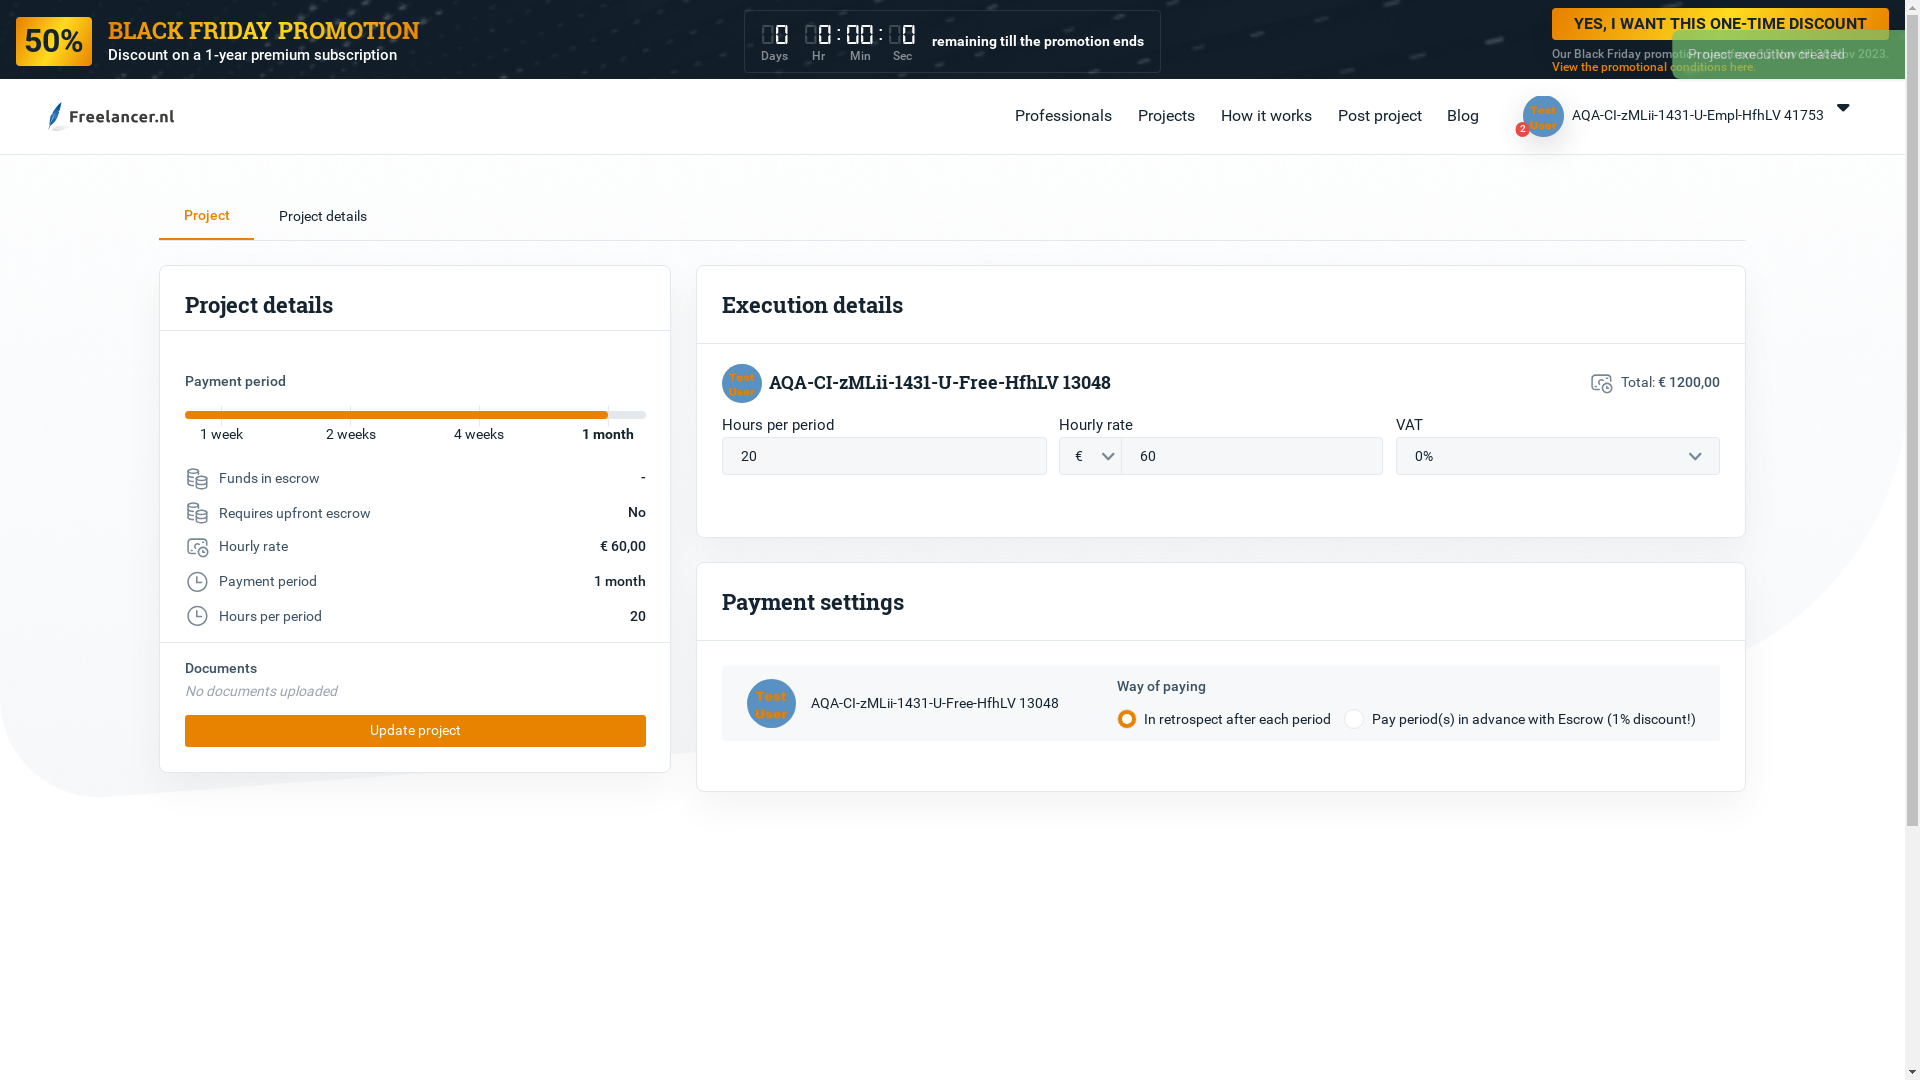 50%
BLACK FRIDAY PROMOTION
Discount on a 1-year premium subscription
0 0 : 00 : 0
Days Hr Min Sec
remaining till the promotion ends
YES, I WANT THIS ONE-TIME DISCOUNT
Project execution created
Our Black Friday promotion
Nov 2023.
View the promotional conditions here.
Freelancer.nl
Professionals
Projects
How it works
Post project
Blog
Test
User
2
AQA-CI-zMLii-1431-U-Empl-HfhLV 41753
Project
Project details
Project details
Payment period
1 week
2 weeks
4 weeks
1 month
Funds in escrow -
Requires upfront escrow No
Hourly rate € 60,00
Payment period 1 month
Hours per period 20
Documents
No documents uploaded
Update project
Execution details
Test
User
AQA-CI-zMLii-1431-U-Free-HfhLV 13048
Total: € 1200,00
Hours per period
Hourly rate
VAT
20
€
60
0%
Payment settings
Test
User
AQA-CI-zMLii-1431-U-Free-HfhLV 13048
Way of paying
In retrospect after each period
Pay period(s) in advance with Escrow (1% discount!)